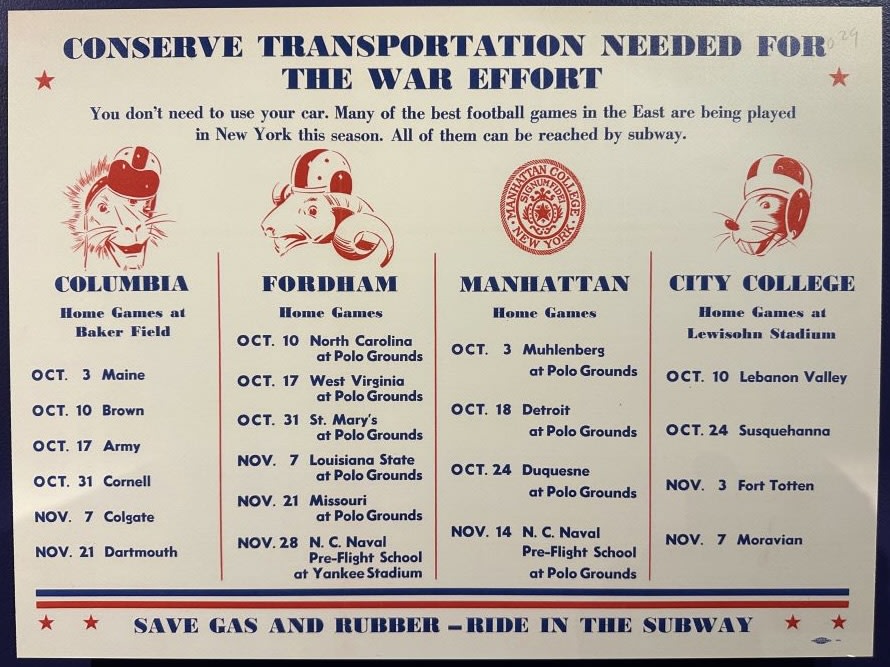 CONSERVE TRANSPORTATION NEEDED FOR
THE WAR EFFORT
You don't need to use your car. Many of the best football games in the East are being played
in New York this season. All of them can be reached by subway.
COLUMBIA
Home Games at
Baker Field
OCT. 3 Maine
OCT. 10 Brown
OCT. 17 Army
OCT. 31 Cornell
NOV. 7 Colgate
NOV. 21 Dartmouth
FORDHAM
Home Games
OCT. 10 North Carolina
at Polo Grounds
OCT. 17 West Virginia
at Polo Grounds
OCT. 31 St. Mary's
at Polo Grounds
NOV. 7 Louisiana State
at Polo Grounds
NOV. 21 Missouri
at Polo Grounds
NOV. 28 N. C. Naval
Pre-Flight School
at Yankee Stadium
MANHATTAN COLLEGE
NEW YORK
SIGNUM FIDEI
MANHATTAN
Home Games
OCT. 3 Muhlenberg
at Polo Grounds
OCT. 18 Detroit
at Polo Grounds
OCT. 24 Duquesne
at Polo Grounds
NOV. 14 N. C. Naval
Pre-Flight School
at Polo Grounds
CITY COLLEGE
Home Games at
Lewisohn Stadium
OCT. 10 Lebanon Valley
OCT. 24 Susquehanna
NOV. 3 Fort Totten
NOV. 7 Moravian
SAVE GAS AND RUBBER – RIDE IN THE SUBWAY